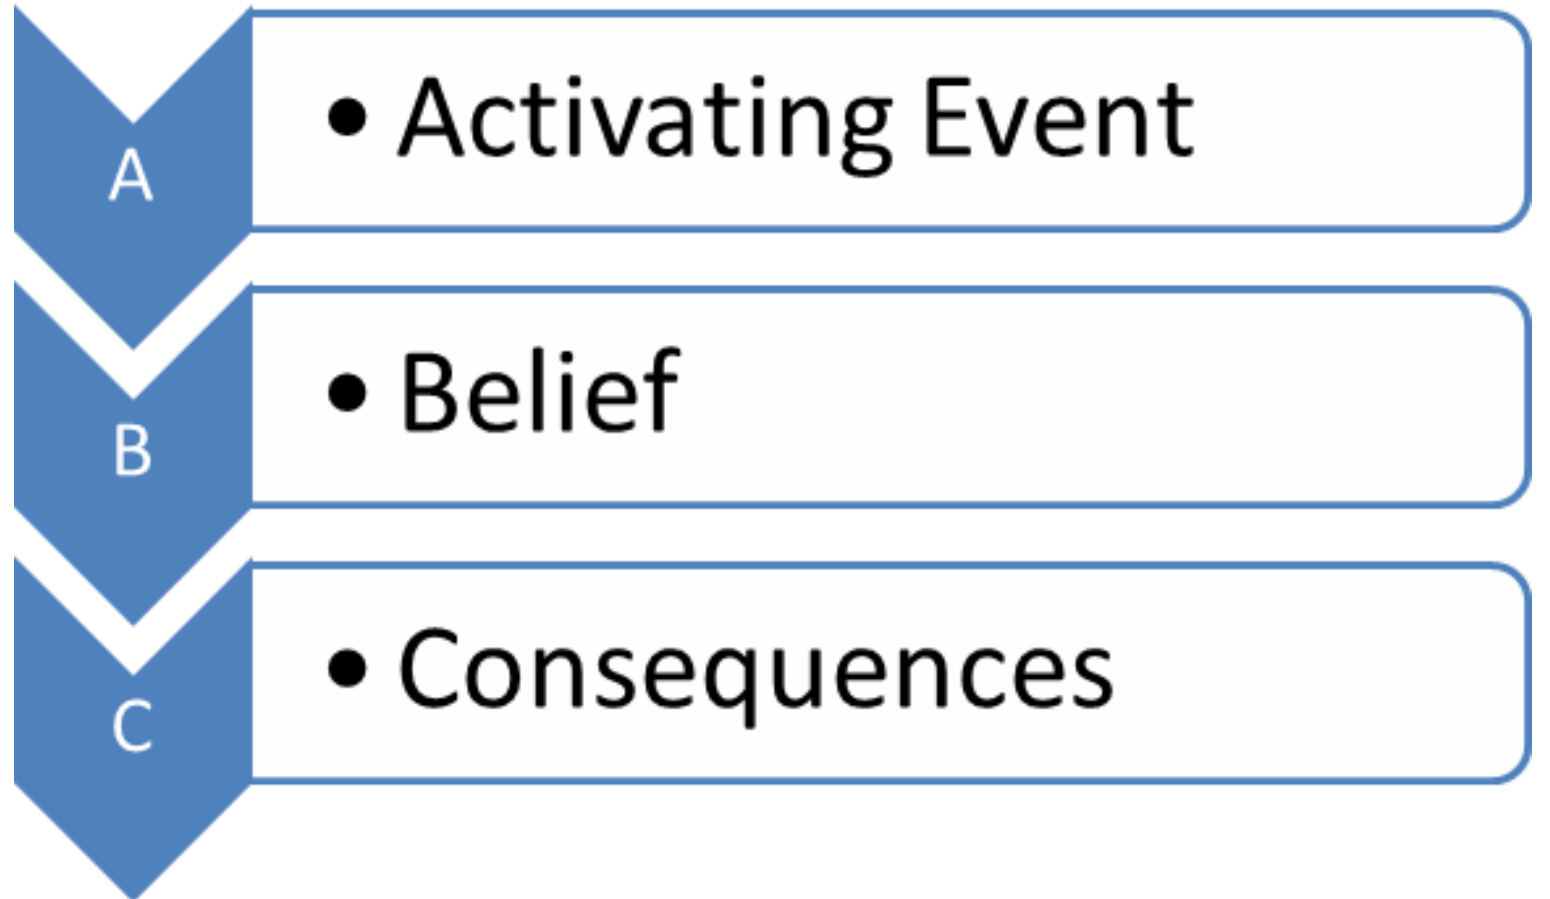 A
• Activating Event
B
• Belief
C
• Consequences